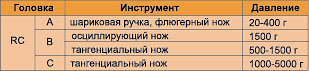 Головка Инструмент Давление
RC A шариковая ручка, флюгерный нож 20-400 г
B осциллирующий нож 1500 г
тангенциальный нож 500-1500 г
C тангенциальный нож 1000-5000 г